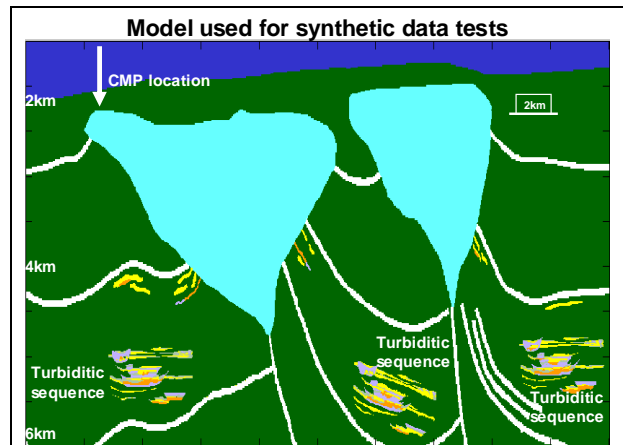 Model used for synthetic data tests
CMP location
2km
2km
4km
Turbiditic
sequence
Turbiditic
sequence
Turbiditic
sequence
6km